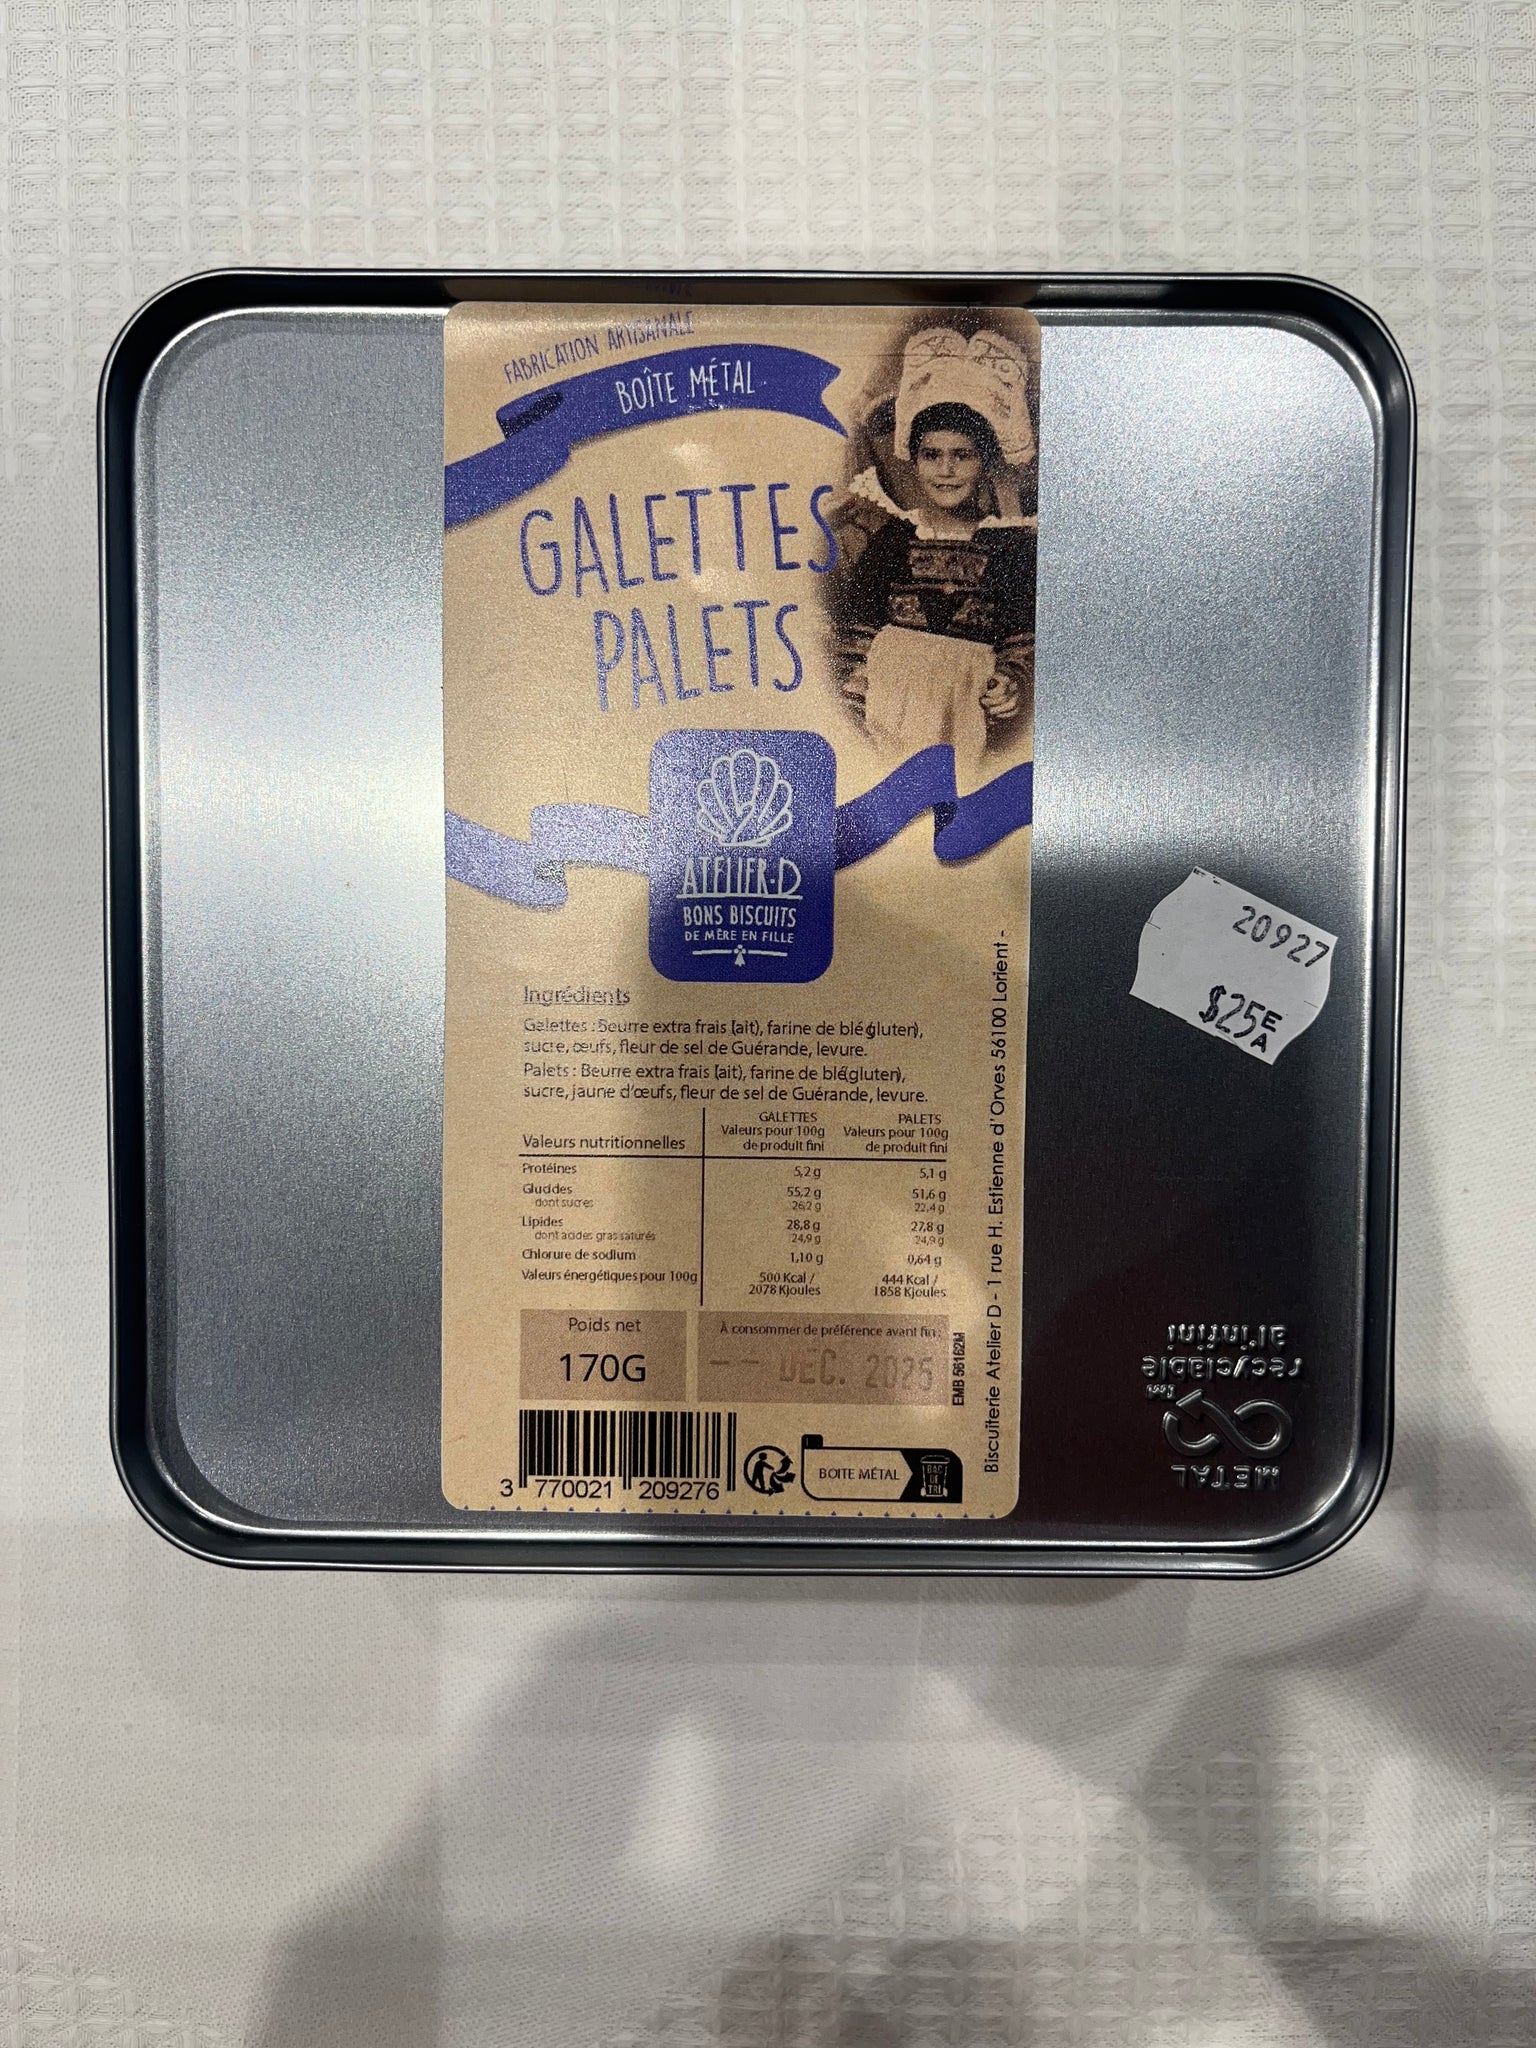 FABRICATION ARTISANALE
BOÎTE MÉTAL
GALETTES
PALETS
ATELIER·D
BONS BISCUITS
DE MÈRE EN FILLE
Ingrédients
Galettes : Beurre extra frais (lait), farine de blé (gluten),
sucre, œufs, fleur de sel de Guérande, levure.
Palets : Beurre extra frais (lait), farine de blé (gluten),
sucre, jaune d'œufs, fleur de sel de Guérande, levure.
Valeurs nutritionnelles GALETTES Valeurs pour 100g de produit fini PALETS Valeurs pour 100g de produit fini
Protéines 5,2 g 5,1 g
Glucides 55,2 g 51,6 g
dont sucres 26,2 g 22,4 g
Lipides 28,8 g 27,8 g
dont acides gras saturés 24,9 g 24,9 g
Chlorure de sodium 1,10 g 0,64 g
Valeurs énergétiques pour 100g 500 Kcal / 444 Kcal /
2078 Kjoules 1858 Kjoules
Poids net
170G
À consommer de préférence avant fin :
-- DEC. 2025
EMB 56162M
3 770021 209276
BOITE MÉTAL
BAC
DE
TRI
Biscuiterie Atelier D - 1 rue H. Estienne d'Orves 56100 Lorient -
20927
$25 E
A
METAL
recyclable
à l'infini